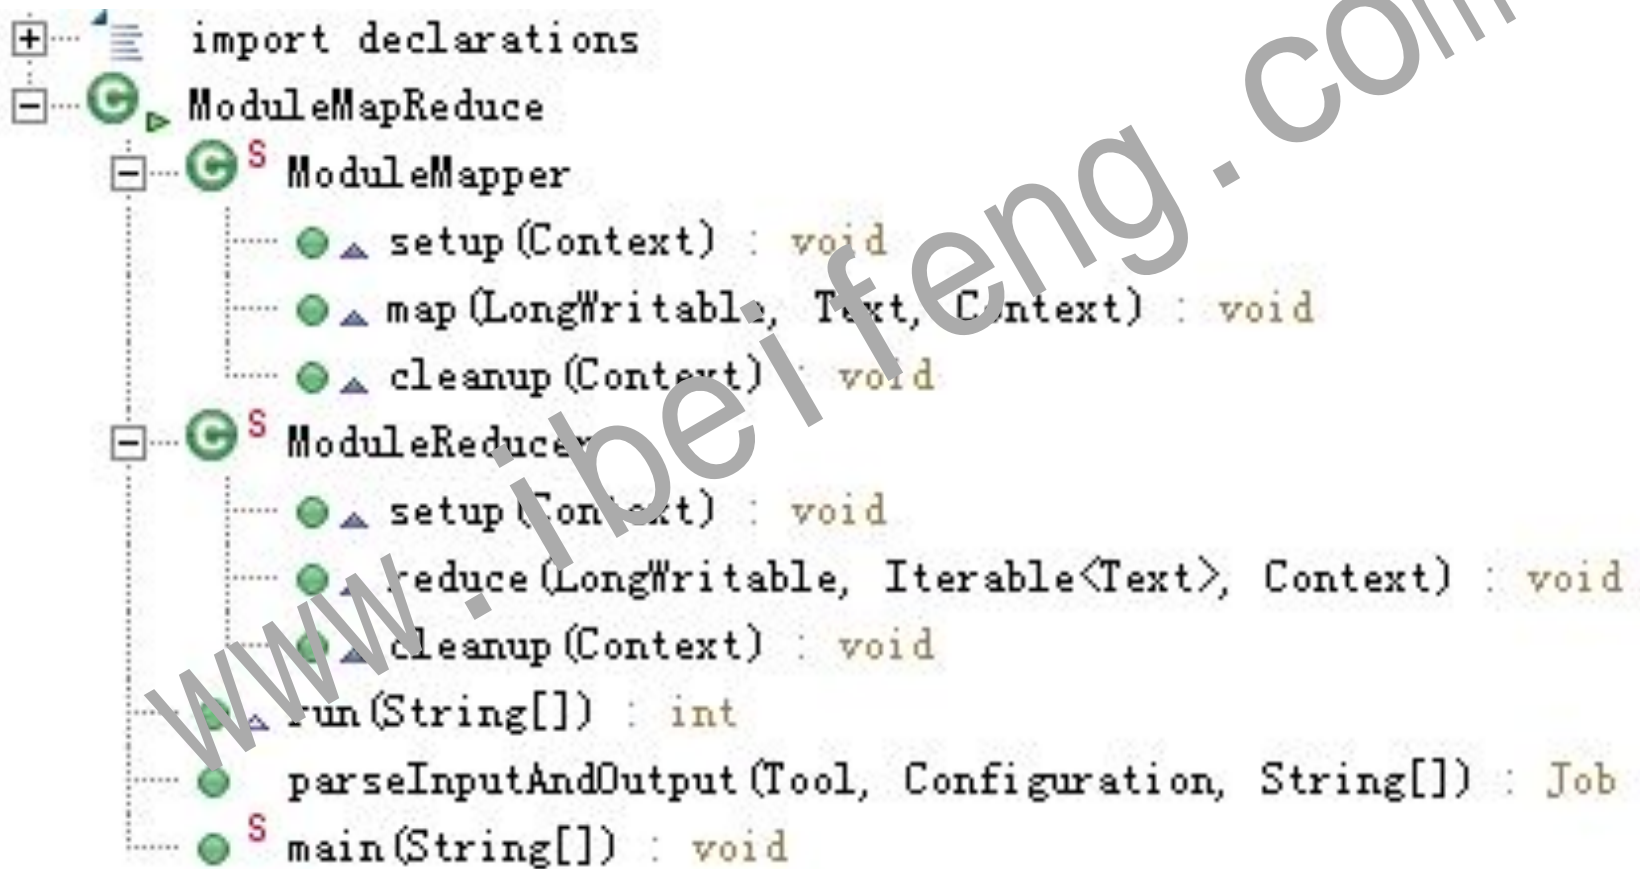 import declarations
ModuleMapReduce
S ModuleMapper
setup(Context) : void
map(LongWritable, Text, Context) : void
cleanup(Context) : void
S ModuleReducer
setup(Context) : void
reduce(LongWritable, Iterable<Text>, Context) : void
cleanup(Context) : void
run(String[]) : int
parseInputAndOutput(Tool, Configuration, String[]) : Job
S main(String[]) : void
www.ibeifeng.com